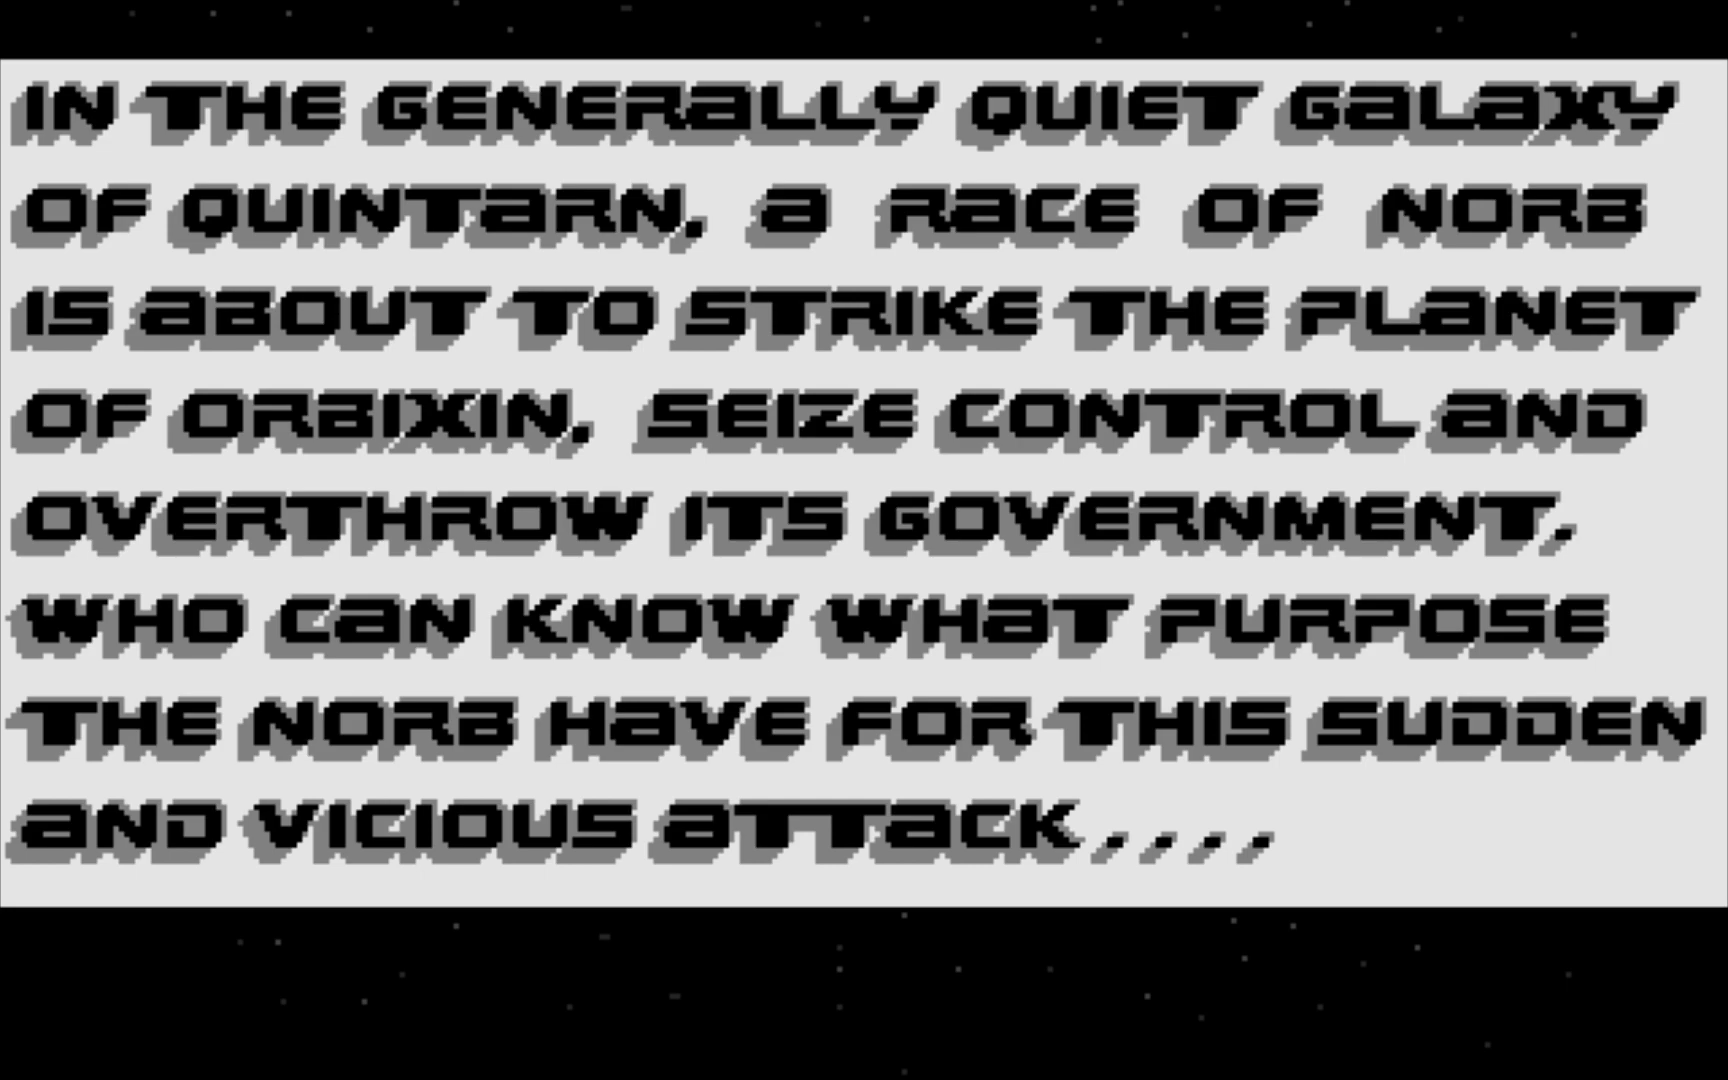 IN THE GENERALLY QUIET GALAXY
OF QUINTARN, A RACE OF NORB
IS ABOUT TO STRIKE THE PLANET
OF ORBIXIN, SEIZE CONTROL AND
OVERTHROW ITS GOVERNMENT,
WHO CAN KNOW WHAT PURPOSE
THE NORB HAVE FOR THIS SUDDEN
AND VICIOUS ATTACK,,,,